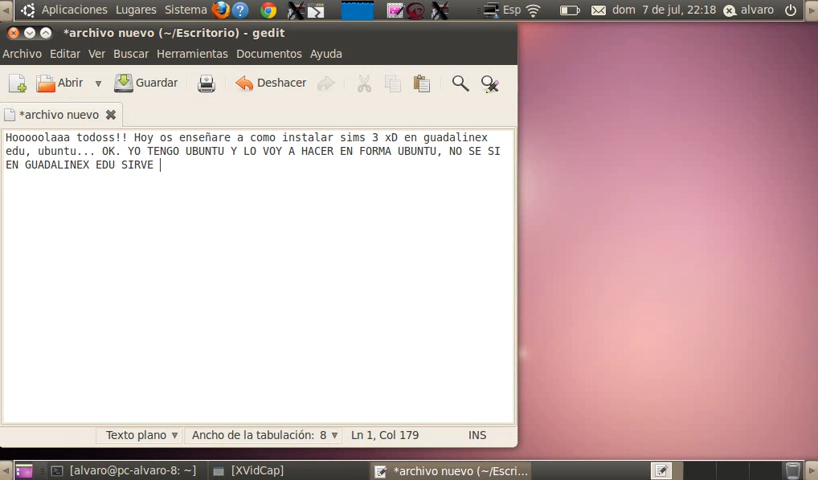 Aplicaciones Lugares Sistema Esp dom 7 de jul, 22:18 alvaro
*archivo nuevo (~/Escritorio) - gedit
Archivo Editar Ver Buscar Herramientas Documentos Ayuda
Abrir Guardar Deshacer
*archivo nuevo
Hooooolaaa todoss!! Hoy os enseñare a como instalar sims 3 xD en guadalinex
edu, ubuntu... OK. YO TENGO UBUNTU Y LO VOY A HACER EN FORMA UBUNTU, NO SE SI
EN GUADALINEX EDU SIRVE
Texto plano Ancho de la tabulación: 8 Ln 1, Col 179 INS
[alvaro@pc-alvaro-8: ~] [XVidCap] *archivo nuevo (~/Escri...